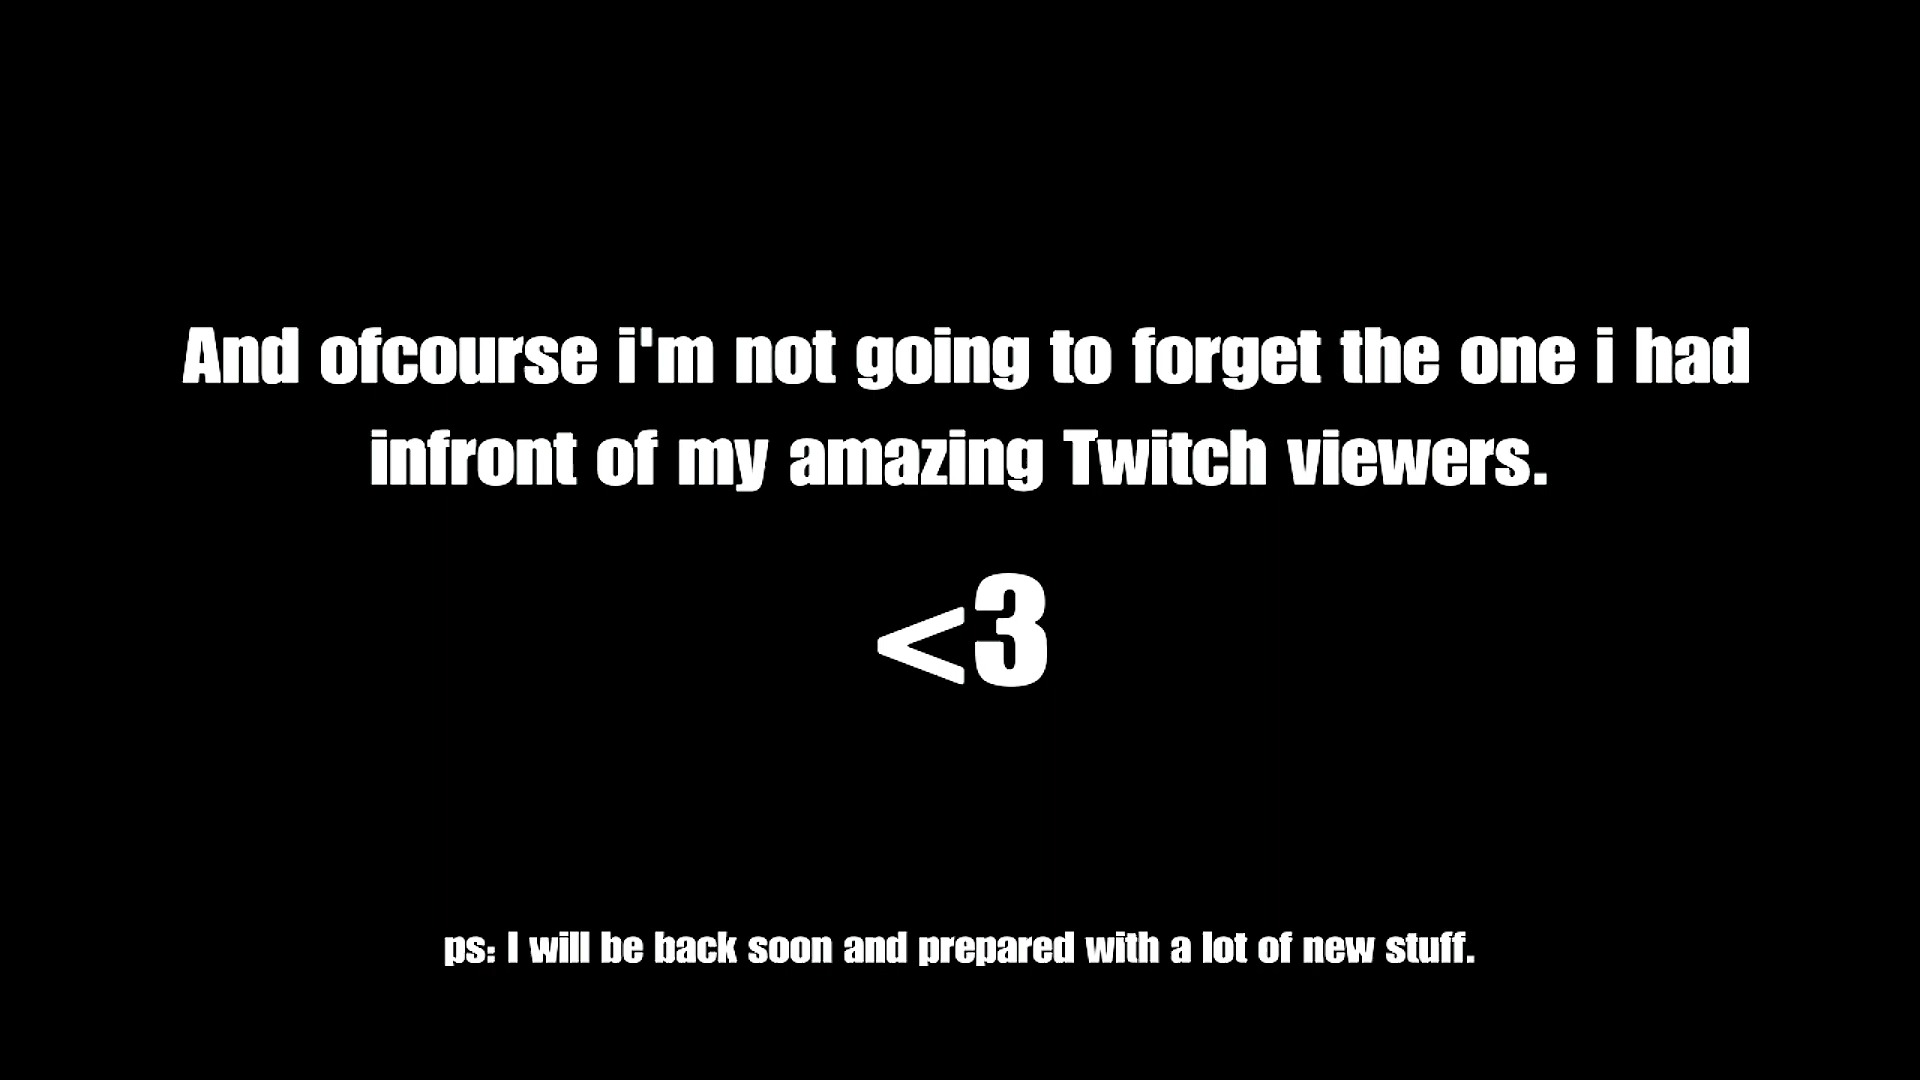 And ofcourse i'm not going to forget the one i had
infront of my amazing Twitch viewers.
<3
ps: I will be back soon and prepared with a lot of new stuff.